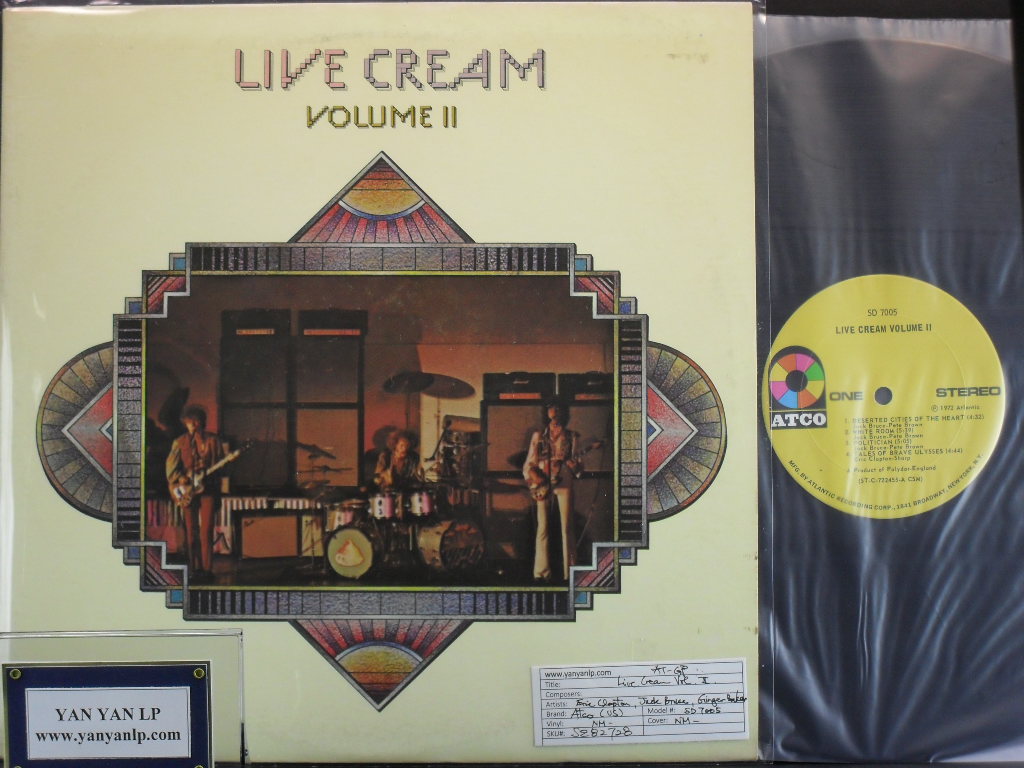 LIVE CREAM
VOLUME II
SD 7005
LIVE CREAM VOLUME II
ATCO
ONE
STEREO
℗ 1972 Atlantic
1. DESERTED CITIES OF THE HEART (4:32)
Jack Bruce-Pete Brown
2. WHITE ROOM (5:39)
Jack Bruce-Pete Brown
3. POLITICIAN (5:05)
Jack Bruce-Pete Brown
4. TALES OF BRAVE ULYSSES (4:44)
Eric Clapton-Sharp
A Product of Polydor-England
(ST-C-722455-A CSM)
MFG. BY ATLANTIC RECORDING CORP., 1841 BROADWAY, NEW YORK, N.Y.
www.yanyanlp.com AT-GP.
Title: Live Cream Vol. II.
Composers:
Artists: Eric Clapton, Jack Bruce, Ginger Baker
Brand: Atco (US) Model #: SD 7005
Vinyl: NM- Cover: NM-
SKU#: S282728
YAN YAN LP
www.yanyanlp.com